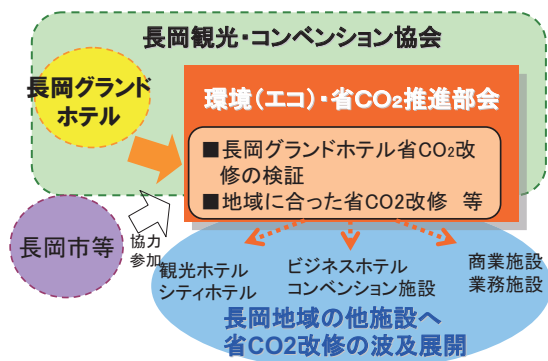 長岡観光・コンベンション協会
長岡グランド
ホテル
環境(エコ)・省CO₂推進部会
■長岡グランドホテル省CO₂改
修の検証
■地域に合った省CO2改修 等
長岡市等
協力
参加
観光ホテル
シティホテル
ビジネスホテル
コンベンション施設
商業施設
業務施設
長岡地域の他施設へ
省CO2改修の波及展開